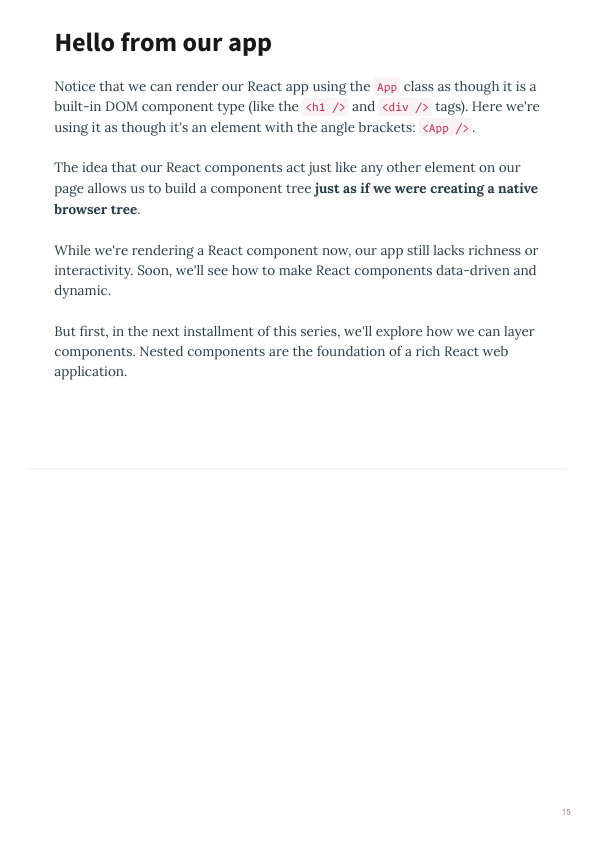 Hello from our app
Notice that we can render our React app using the App class as though it is a
built-in DOM component type (like the <h1 /> and <div /> tags). Here we're
using it as though it's an element with the angle brackets: <App />.
The idea that our React components act just like any other element on our
page allows us to build a component tree just as if we were creating a native
browser tree.
While we're rendering a React component now, our app still lacks richness or
interactivity. Soon, we'll see how to make React components data-driven and
dynamic.
But first, in the next installment of this series, we'll explore how we can layer
components. Nested components are the foundation of a rich React web
application.
15